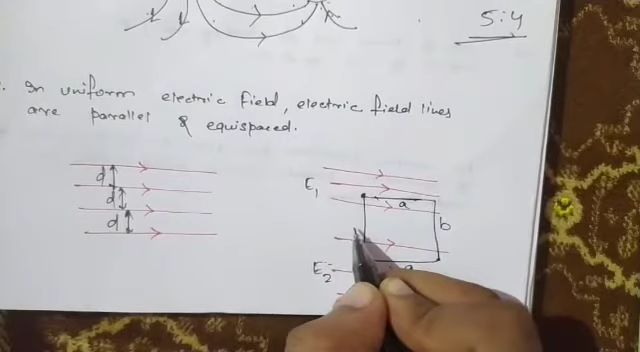 5:4
In uniform electric field, electric field lines
are parallel & equispaced.
d
d
d
E1
a
b
E2
a